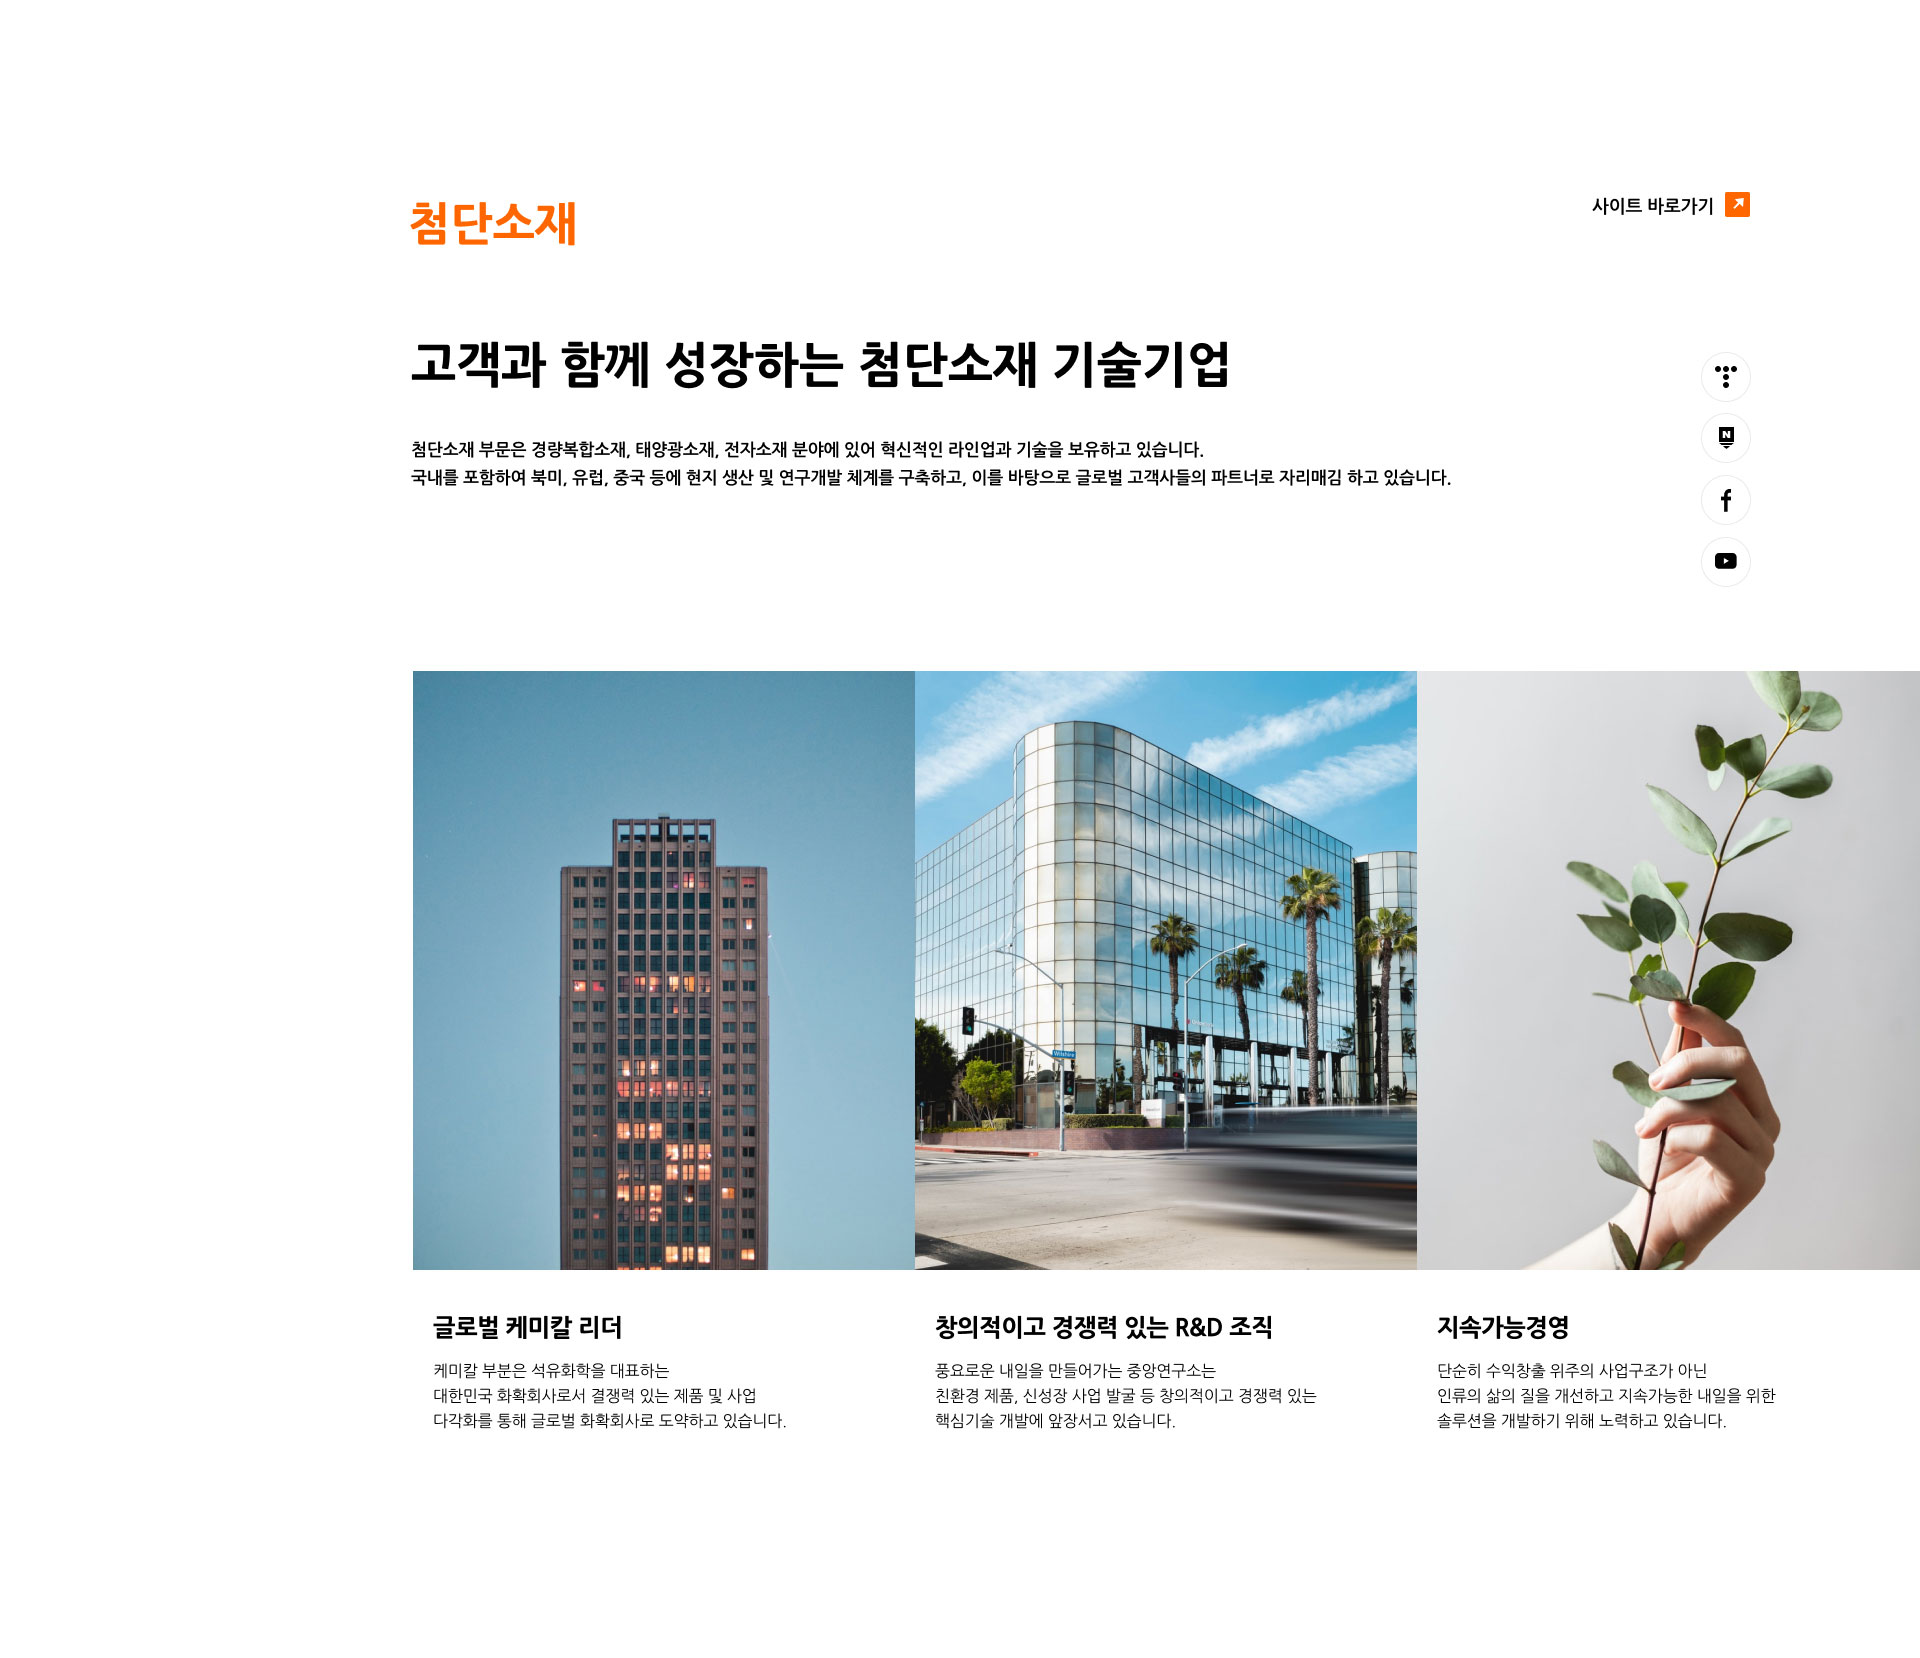 첨단소재
사이트 바로가기
고객과 함께 성장하는 첨단소재 기술기업
첨단소재 부문은 경량복합소재, 태양광소재, 전자소재 분야에 있어 혁신적인 라인업과 기술을 보유하고 있습니다.
국내를 포함하여 북미, 유럽, 중국 등에 현지 생산 및 연구개발 체계를 구축하고, 이를 바탕으로 글로벌 고객사들의 파트너로 자리매김 하고 있습니다.
N
Wilshire
글로벌 케미칼 리더
케미칼 부분은 석유화학을 대표하는
대한민국 화확회사로서 결쟁력 있는 제품 및 사업
다각화를 통해 글로벌 화확회사로 도약하고 있습니다.
창의적이고 경쟁력 있는 R&D 조직
풍요로운 내일을 만들어가는 중앙연구소는
친환경 제품, 신성장 사업 발굴 등 창의적이고 경쟁력 있는
핵심기술 개발에 앞장서고 있습니다.
지속가능경영
단순히 수익창출 위주의 사업구조가 아닌
인류의 삶의 질을 개선하고 지속가능한 내일을 위한
솔루션을 개발하기 위해 노력하고 있습니다.